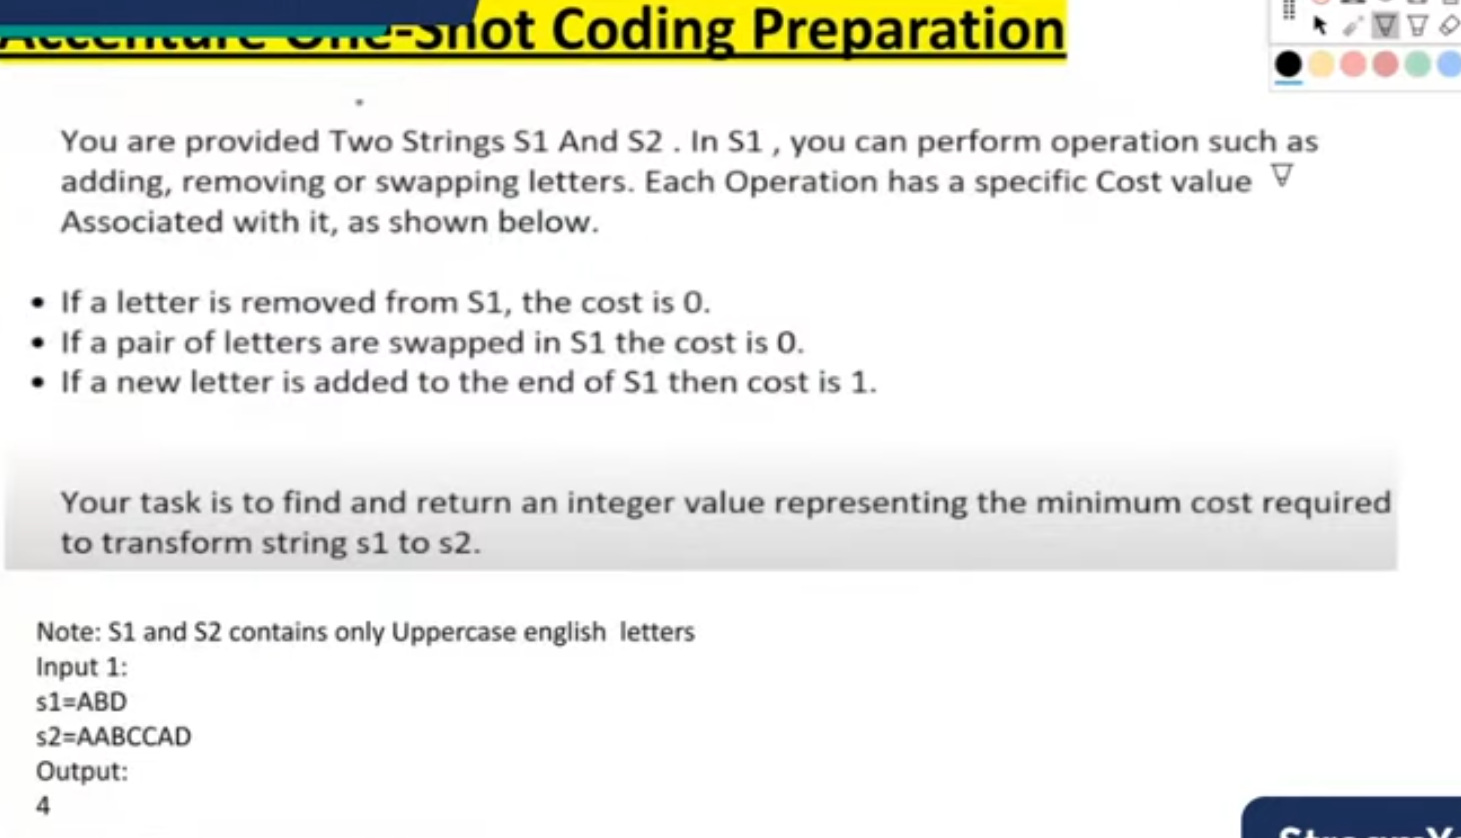 Accenture One-Shot Coding Preparation
You are provided Two Strings S1 And S2 . In S1 , you can perform operation such as
adding, removing or swapping letters. Each Operation has a specific Cost value
Associated with it, as shown below.
• If a letter is removed from S1, the cost is 0.
• If a pair of letters are swapped in S1 the cost is 0.
• If a new letter is added to the end of S1 then cost is 1.
Your task is to find and return an integer value representing the minimum cost required
to transform string s1 to s2.
Note: S1 and S2 contains only Uppercase english letters
Input 1:
s1=ABD
s2=AABCCAD
Output:
4